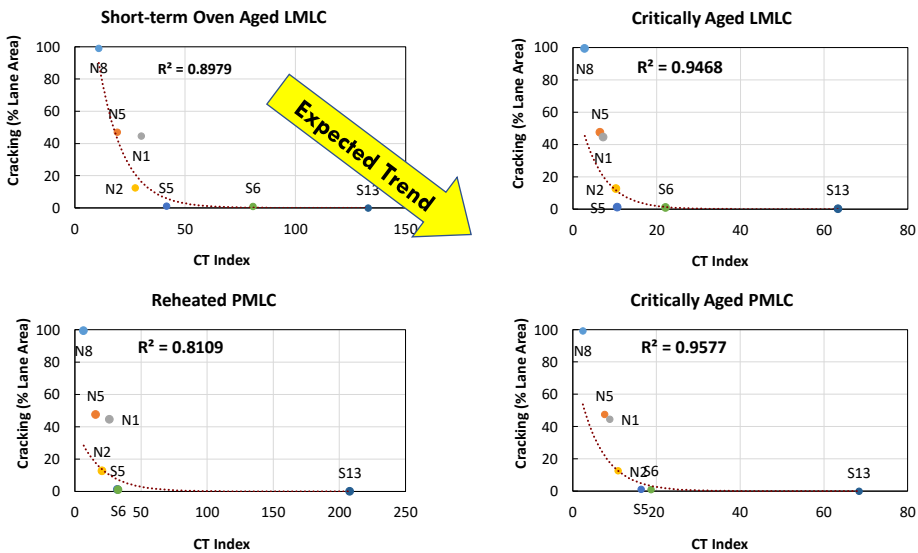 Short-term Oven Aged LMLC
Cracking (% Lane Area)
100
80
60
40
20
0
N8
R² = 0.8979
N5
N1
N2
S5
S6
S13
0
50
100
150
CT Index
Expected Trend
Critically Aged LMLC
Cracking (% Lane Area)
100
80
60
40
20
0
N8
R² = 0.9468
N5
N1
N2
S5
S6
S13
0
20
40
60
80
CT Index
Reheated PMLC
Cracking (% Lane Area)
100
80
60
40
20
0
N8
R² = 0.8109
N5
N1
N2
S5
S6
S13
0
50
100
150
200
250
CT Index
Critically Aged PMLC
Cracking (% Lane Area)
100
80
60
40
20
0
N8
R² = 0.9577
N5
N1
N2
S6
S5
S13
0
20
40
60
80
CT Index